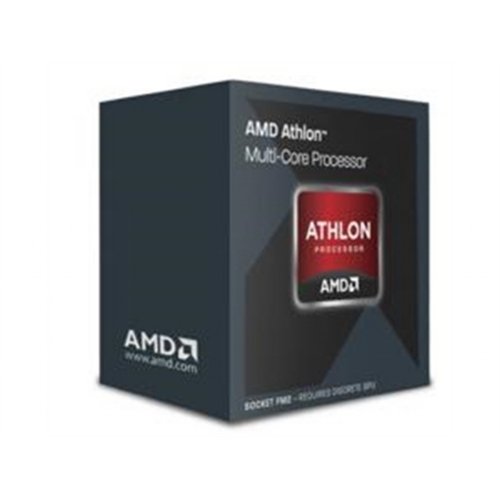 AMD Athlon™
Multi-Core Processor
ATHLON
PROCESSOR
AMD
AMD
www.amd.com
SOCKET FM2 - REQUIRES DISCRETE GPU